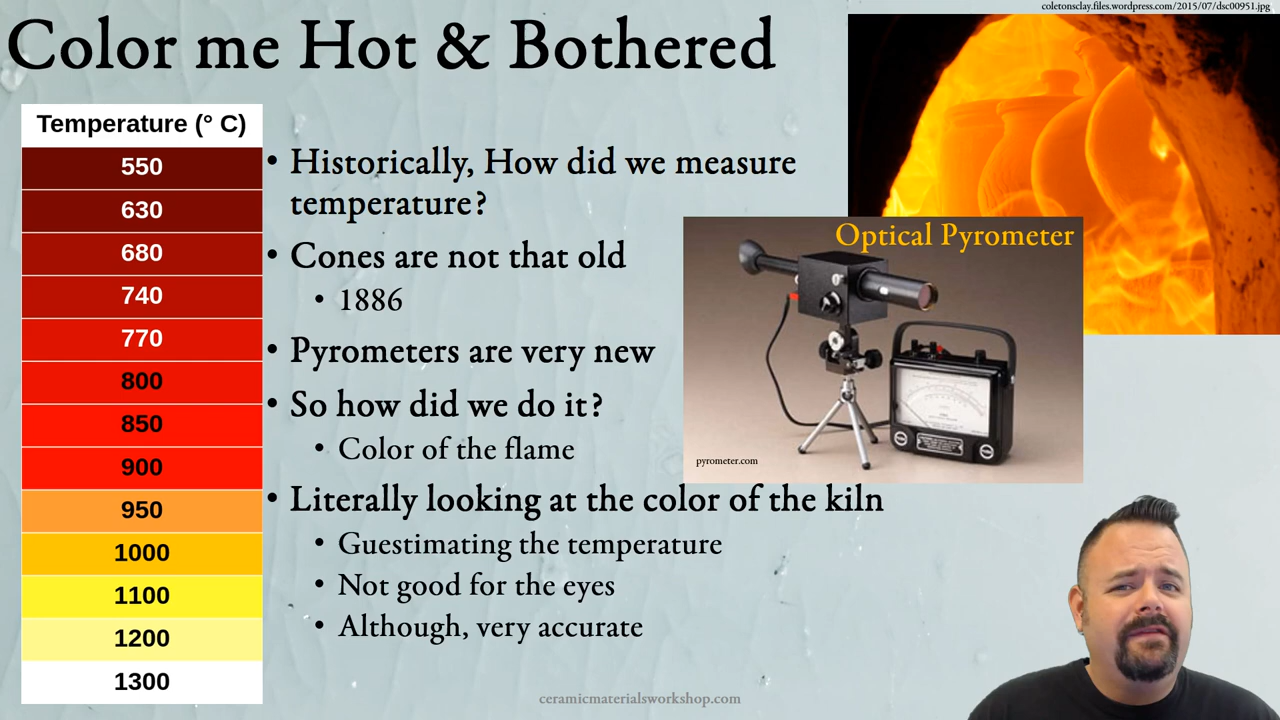 coletonsclay.files.wordpress.com/2015/07/dsc00951.jpg
Color me Hot & Bothered
Temperature (° C)
550
630
680
740
770
800
850
900
950
1000
1100
1200
1300
• Historically, How did we measure
temperature?
• Cones are not that old
• 1886
• Pyrometers are very new
• So how did we do it?
• Color of the flame
• Literally looking at the color of the kiln
• Guestimating the temperature
• Not good for the eyes
• Although, very accurate
Optical Pyrometer
pyrometer.com
ceramicmaterialsworkshop.com